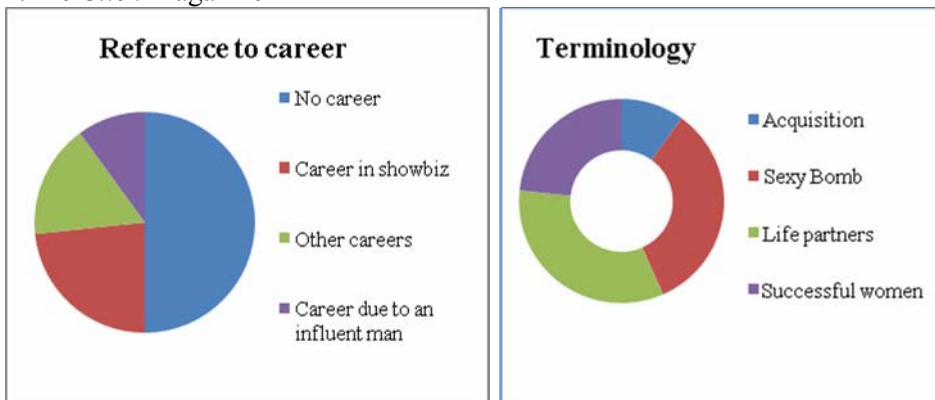 Reference to career
No career
Career in showbiz
Other careers
Career due to an
influent man
Terminology
Acquisition
Sexy Bomb
Life partners
Successful women